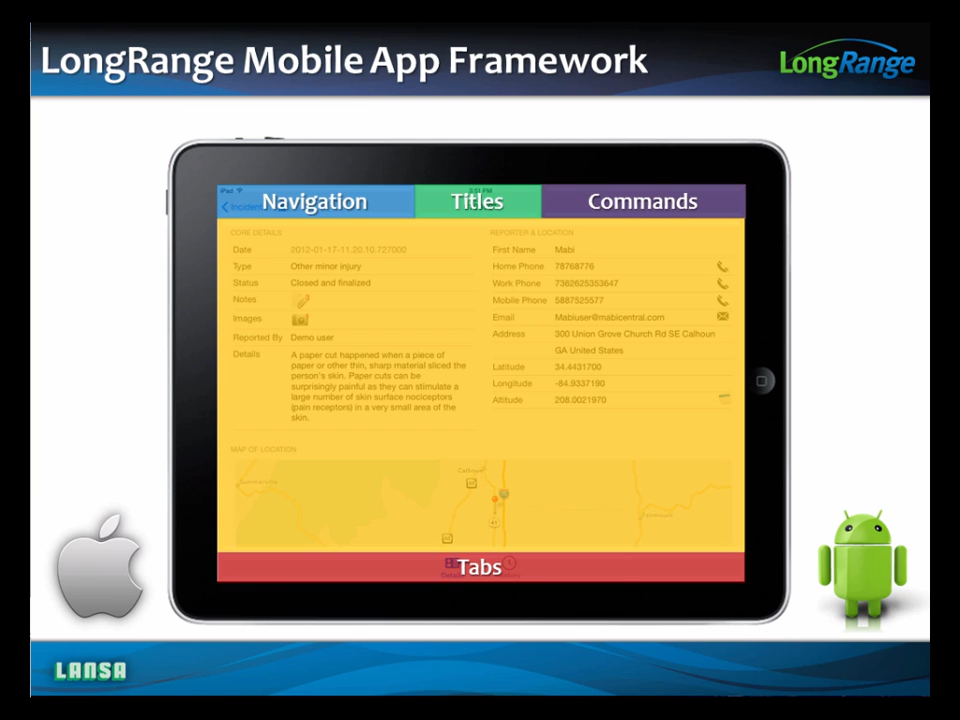 LongRange Mobile App Framework
LongRange
iPad
3:51 PM
Navigation
Titles
Commands
CORE DETAILS
Date 2012-01-17-11.20.10.727000
Type Other minor injury
Status Closed and finalized
Notes
Images
Reported By Demo user
Details A paper cut happened when a piece of
paper or other thin, sharp material sliced the
person's skin. Paper cuts can be
surprisingly painful as they can stimulate a
large number of skin surface nociceptors
(pain receptors) in a very small area of the
skin.
REPORTER & LOCATION
First Name Mabi
Home Phone 78768776
Work Phone 7382625353647
Mobile Phone 5887525577
Email Mabiuser@mabicentral.com
Address 300 Union Grove Church Rd SE Calhoun
GA United States
Latitude 34.4431700
Longitude -84.9337190
Altitude 208.0021970
MAP OF LOCATION
Calhoun
Summerville
41
Tabs
LANSA